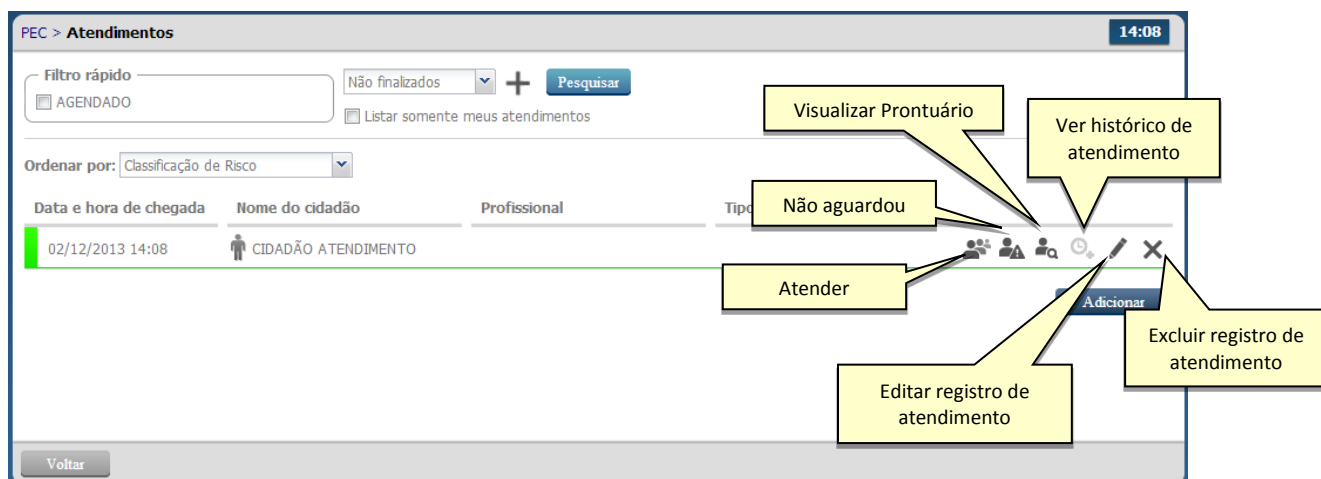 PEC > Atendimentos
14:08
Filtro rápido
AGENDADO
Não finalizados
Pesquisar
Listar somente meus atendimentos
Visualizar Prontuário
Ver histórico de
atendimento
Ordenar por: Classificação de Risco
Não aguardou
Data e hora de chegada
Nome do cidadão
Profissional
Tipo
02/12/2013 14:08
CIDADÃO ATENDIMENTO
Atender
Adicionar
Excluir registro de
atendimento
Editar registro de
atendimento
Voltar